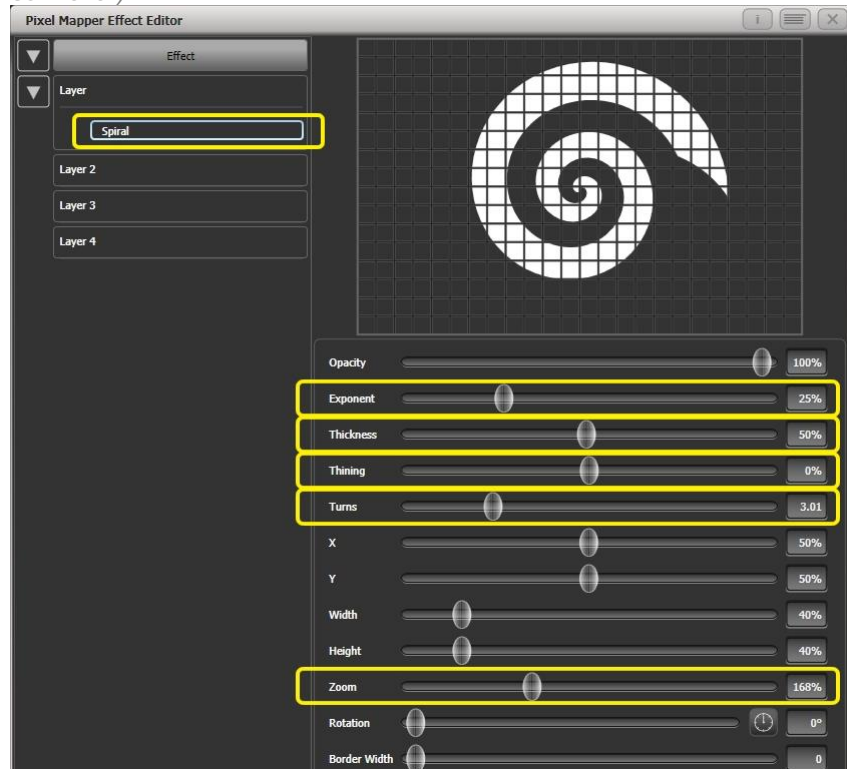 Pixel Mapper Effect Editor
i
X
Effect
Layer
Spiral
Layer 2
Layer 3
Layer 4
Opacity 100%
Exponent 25%
Thickness 50%
Thining 0%
Turns 3.01
X 50%
Y 50%
Width 40%
Height 40%
Zoom 168%
Rotation 0°
Border Width 0